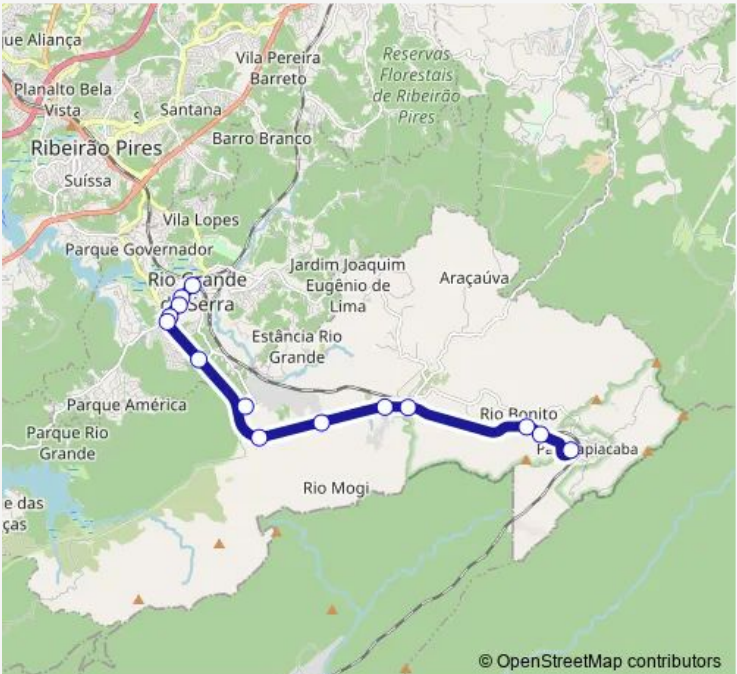 ue Aliança
Vila Pereira
Barreto
Reservas
Florestais
de Ribeirão
Pires
Planalto Bela
Vista
Santana
Barro Branco
Ribeirão Pires
Suíssa
Vila Lopes
Parque Governador
Rio Grande
Serra
Jardim Joaquim
Eugênio de
Lima
Araçaúva
Estância Rio
Grande
Parque América
Rio Bonito
Parque Rio
Grande
apiacaba
Rio Mogi
e das
ças
© OpenStreetMap contributors